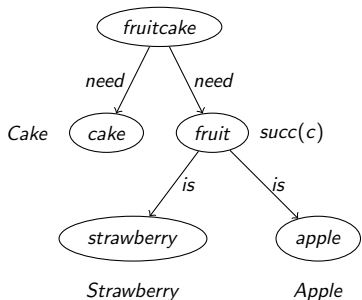 fruitcake
need need
Cake cake fruit succ(c)
is is
strawberry apple
Strawberry Apple